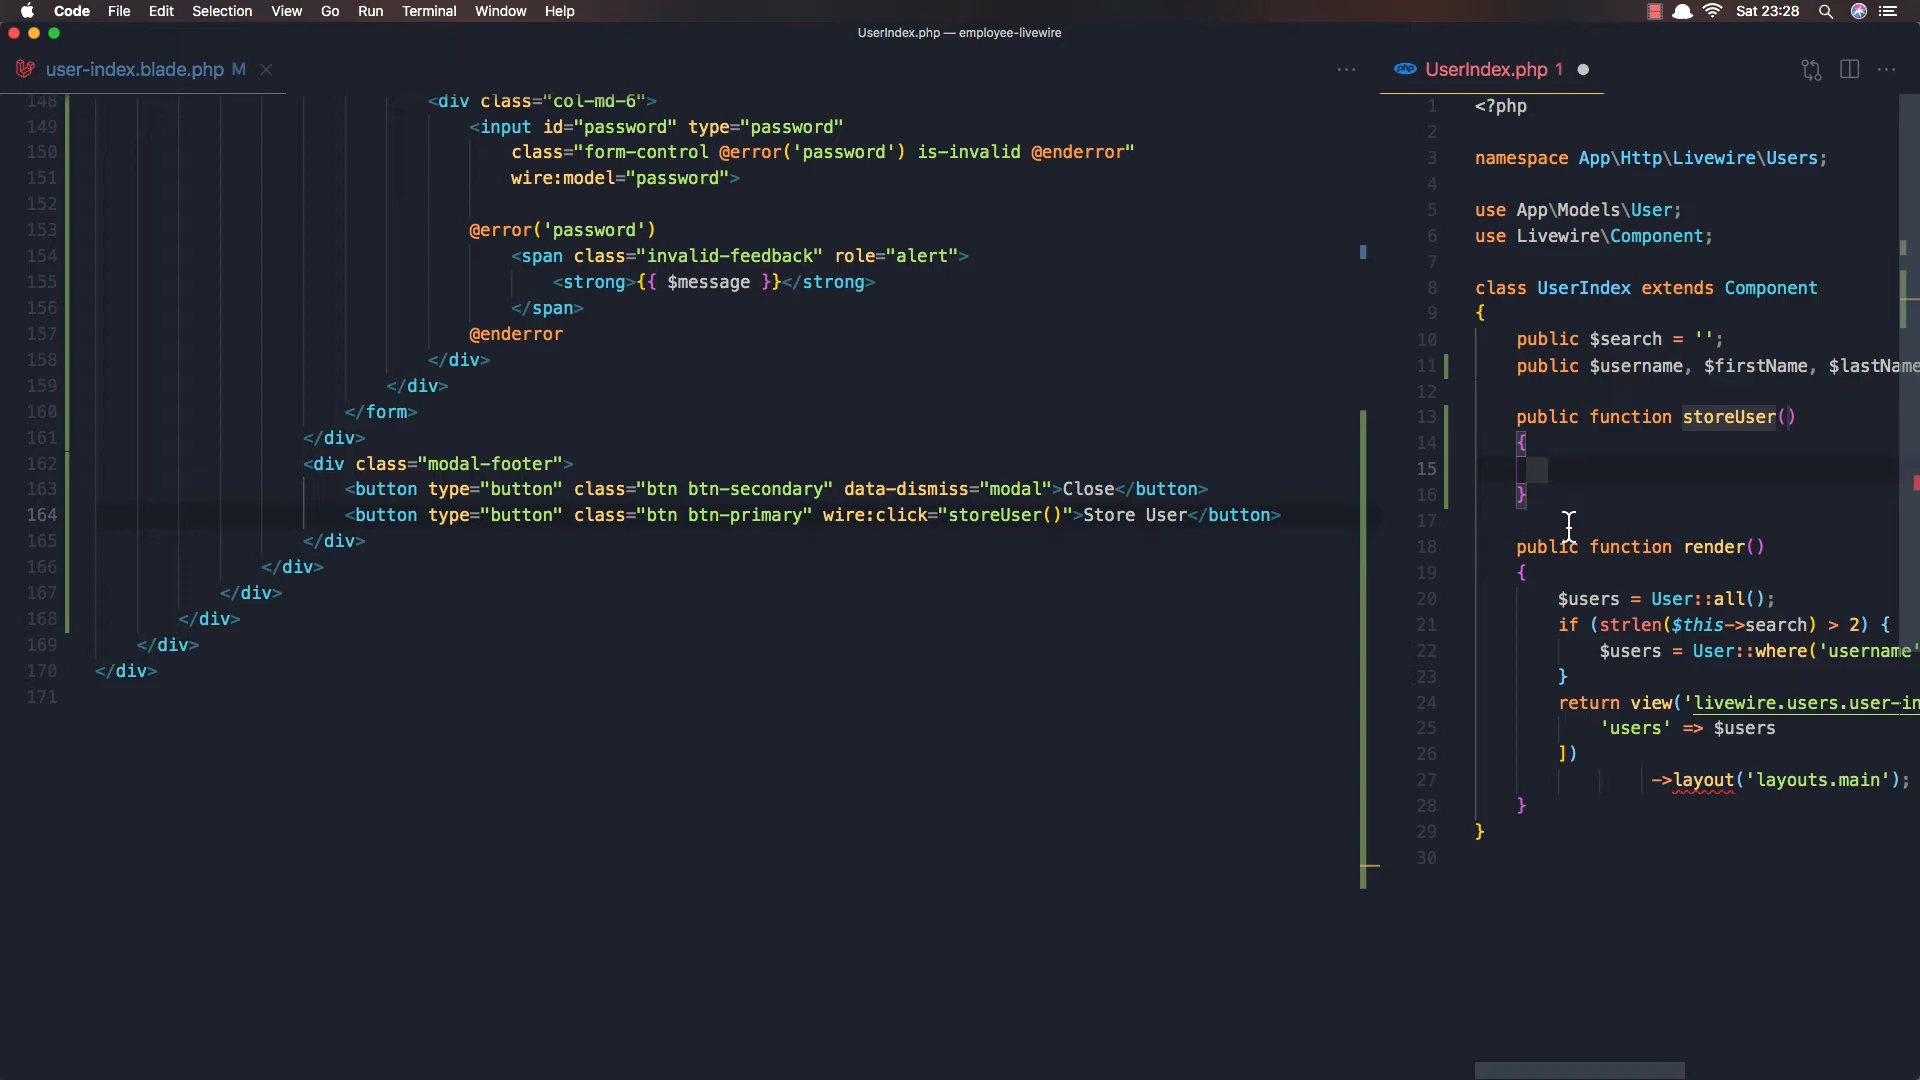 Code File Edit Selection View Go Run Terminal Window Help Sat 23:28
UserIndex.php — employee-livewire
user-index.blade.php M
148 <div class="col-md-6">
149 <input id="password" type="password"
150 class="form-control @error('password') is-invalid @enderror"
151 wire:model="password">
152
153 @error('password')
154 <span class="invalid-feedback" role="alert">
155 <strong>{{ $message }}</strong>
156 </span>
157 @enderror
158 </div>
159 </div>
160 </form>
161 </div>
162 <div class="modal-footer">
163 <button type="button" class="btn btn-secondary" data-dismiss="modal">Close</button>
164 <button type="button" class="btn btn-primary" wire:click="storeUser()">Store User</button>
165 </div>
166 </div>
167 </div>
168 </div>
169 </div>
170 </div>
171
php UserIndex.php 1
1 <?php
2
3 namespace App\Http\Livewire\Users;
4
5 use App\Models\User;
6 use Livewire\Component;
7
8 class UserIndex extends Component
9 {
10 public $search = '';
11 public $username, $firstName, $lastName
12
13 public function storeUser()
14 {
15
16 }
17
18 public function render()
19 {
20 $users = User::all();
21 if (strlen($this->search) > 2) {
22 $users = User::where('username'
23 }
24 return view('livewire.users.user-in
25 'users' => $users
26 ])
27 ->layout('layouts.main');
28 }
29 }
30